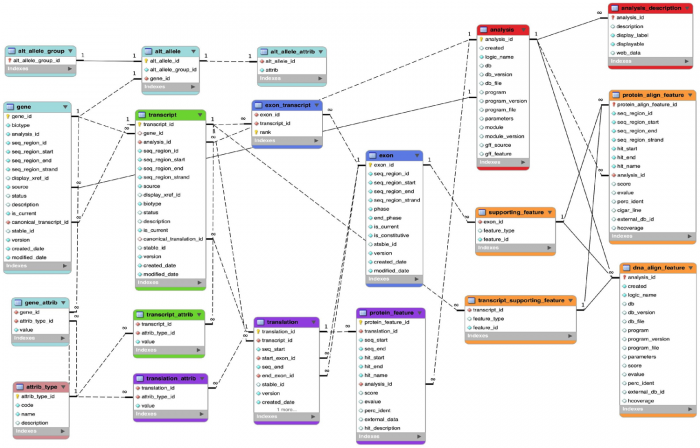 alt_allele_group
alt_allele_group_id
Indexes
alt_allele
alt_allele_id
alt_allele_group_id
gene_id
Indexes
alt_allele_attrib
alt_allele_id
attrib
Indexes
gene
gene_id
biotype
analysis_id
seq_region_id
seq_region_start
seq_region_end
seq_region_strand
display_xref_id
source
status
description
is_current
canonical_transcript_id
stable_id
version
created_date
modified_date
Indexes
transcript
transcript_id
gene_id
analysis_id
seq_region_id
seq_region_start
seq_region_end
seq_region_strand
source
display_xref_id
biotype
status
description
is_current
canonical_translation_id
stable_id
version
created_date
modified_date
Indexes
exon_transcript
exon_id
transcript_id
rank
Indexes
exon
exon_id
seq_region_id
seq_region_start
seq_region_end
seq_region_strand
phase
end_phase
is_current
is_constitutive
stable_id
version
created_date
modified_date
Indexes
analysis
analysis_id
created
logic_name
db
db_version
db_file
program
program_version
program_file
parameters
module
module_version
gff_source
gff_feature
Indexes
analysis_description
analysis_id
description
display_label
displayable
web_data
Indexes
protein_align_feature
protein_align_feature_id
seq_region_id
seq_region_start
seq_region_end
seq_region_strand
hit_start
hit_end
hit_name
analysis_id
score
evalue
perc_ident
cigar_line
external_db_id
hcoverage
Indexes
supporting_feature
exon_id
feature_type
feature_id
Indexes
dna_align_feature
analysis_id
created
logic_name
db
db_version
db_file
program
program_version
program_file
parameters
score
evalue
perc_ident
external_db_id
hcoverage
Indexes
transcript_supporting_feature
transcript_id
feature_type
feature_id
Indexes
gene_attrib
gene_id
attrib_type_id
value
Indexes
transcript_attrib
transcript_id
attrib_type_id
value
Indexes
translation
translation_id
transcript_id
seq_start
start_exon_id
seq_end
end_exon_id
stable_id
version
created_date
1 more...
Indexes
protein_feature
protein_feature_id
translation_id
seq_start
seq_end
hit_start
hit_end
hit_name
analysis_id
score
evalue
perc_ident
external_data
hit_description
Indexes
attrib_type
attrib_type_id
code
name
description
Indexes
translation_attrib
translation_id
attrib_type_id
value
Indexes